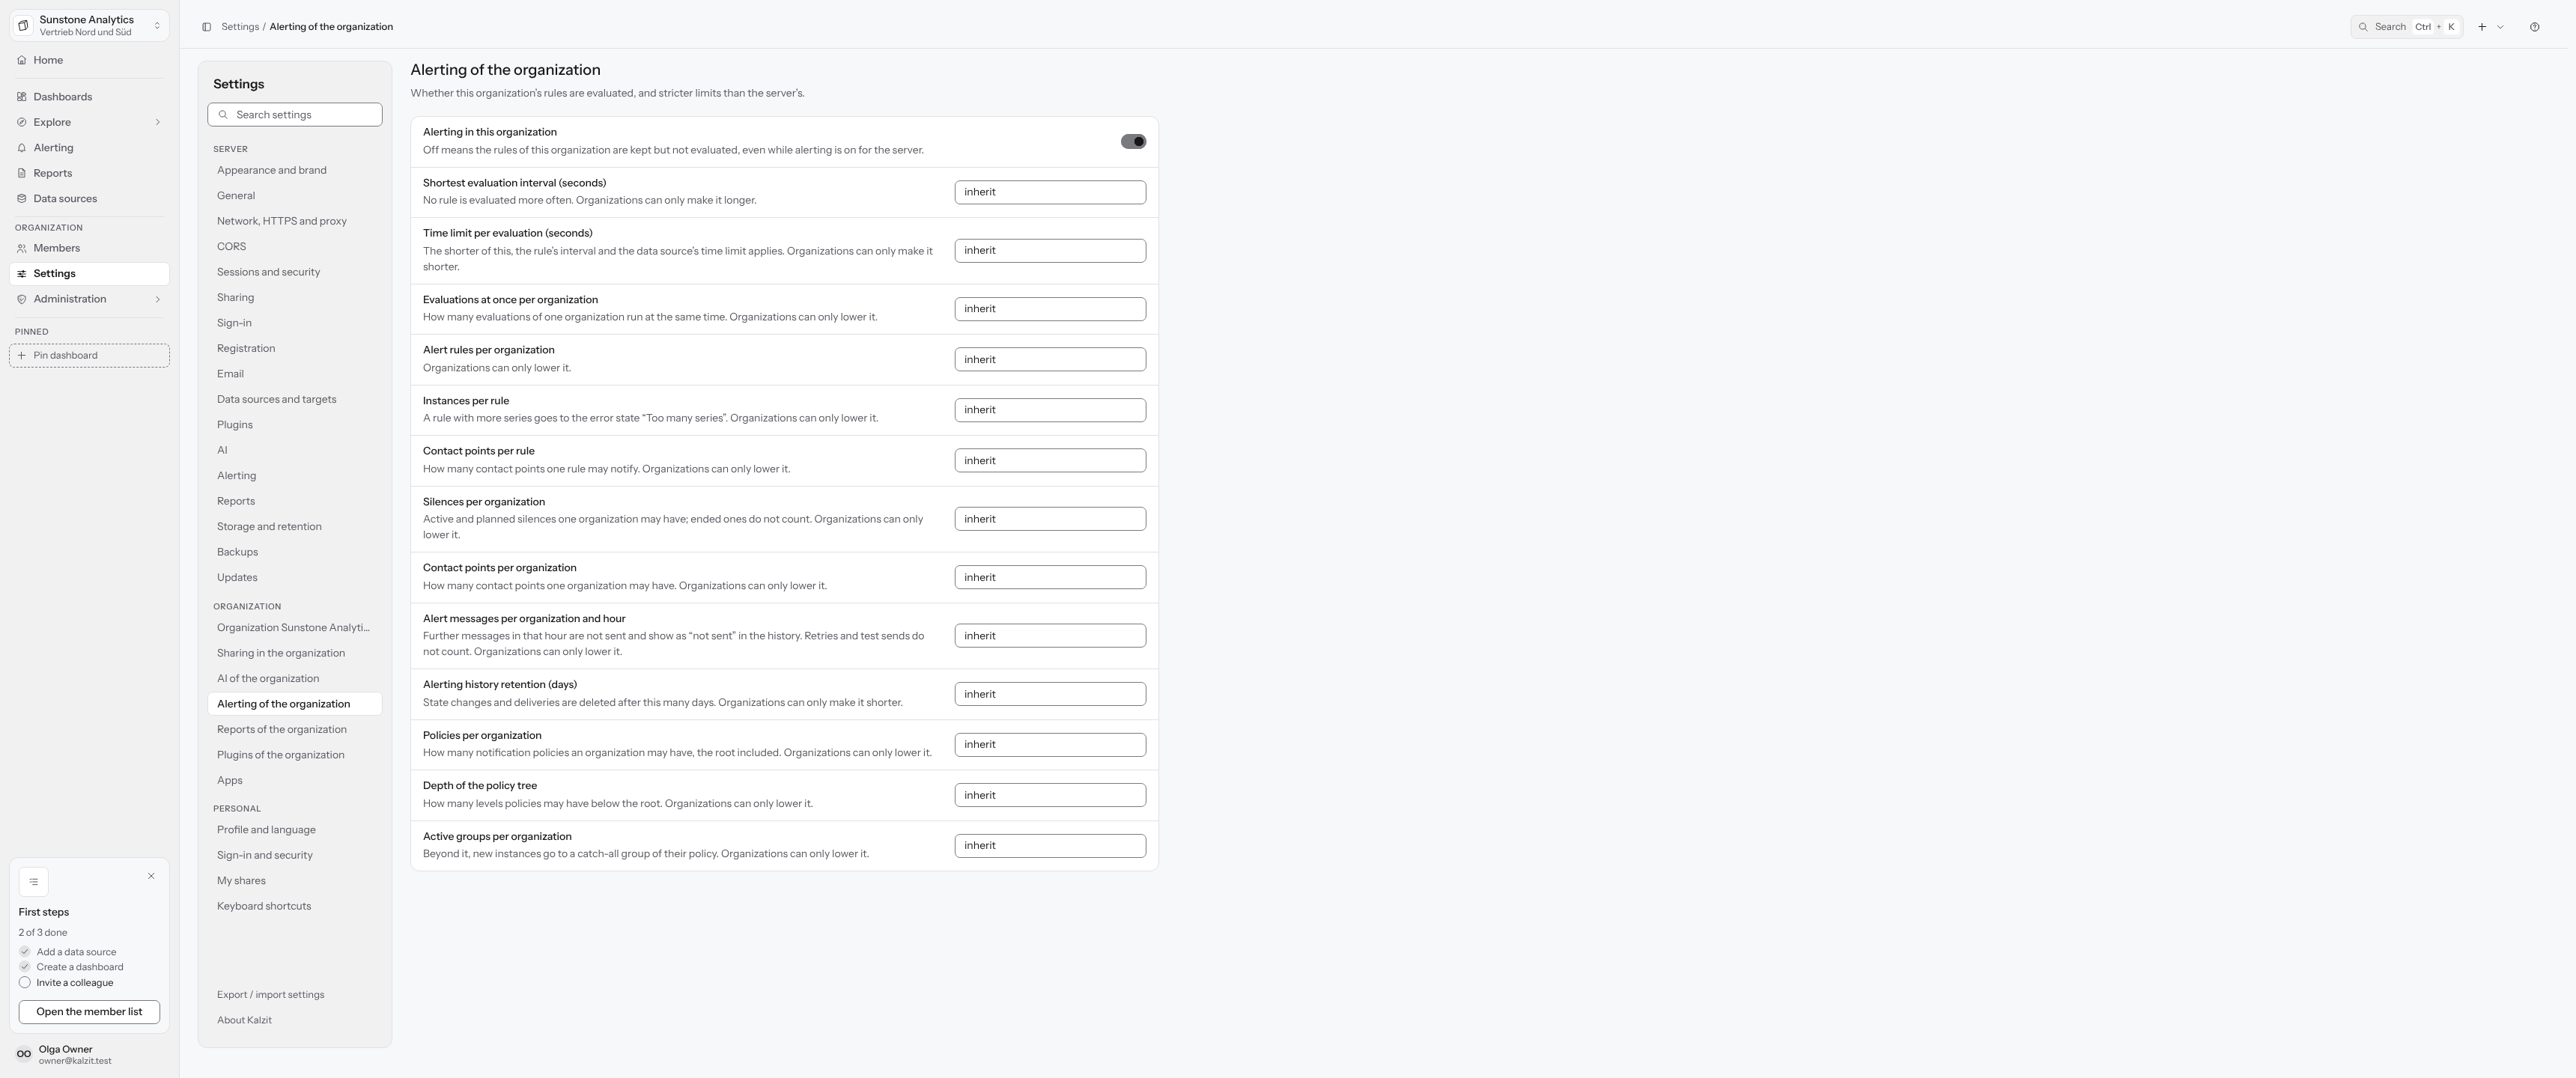 Sunstone Analytics
Vertrieb Nord und Süd
Home
Dashboards
Explore
Alerting
Reports
Data sources
ORGANIZATION
Members
Settings
Administration
PINNED
Pin dashboard
First steps
2 of 3 done
Add a data source
Create a dashboard
Invite a colleague
Open the member list
OO
Olga Owner
owner@kalzit.test
Settings / Alerting of the organization
Search Ctrl + K
Settings
Search settings
SERVER
Appearance and brand
General
Network, HTTPS and proxy
CORS
Sessions and security
Sharing
Sign-in
Registration
Email
Data sources and targets
Plugins
AI
Alerting
Reports
Storage and retention
Backups
Updates
ORGANIZATION
Organization Sunstone Analyti...
Sharing in the organization
AI of the organization
Alerting of the organization
Reports of the organization
Plugins of the organization
Apps
PERSONAL
Profile and language
Sign-in and security
My shares
Keyboard shortcuts
Export / import settings
About Kalzit
Alerting of the organization
Whether this organization's rules are evaluated, and stricter limits than the server's.
Alerting in this organization
Off means the rules of this organization are kept but not evaluated, even while alerting is on for the server.
Shortest evaluation interval (seconds)
No rule is evaluated more often. Organizations can only make it longer.
inherit
Time limit per evaluation (seconds)
The shorter of this, the rule's interval and the data source's time limit applies. Organizations can only make it
shorter.
inherit
Evaluations at once per organization
How many evaluations of one organization run at the same time. Organizations can only lower it.
inherit
Alert rules per organization
Organizations can only lower it.
inherit
Instances per rule
A rule with more series goes to the error state “Too many series”. Organizations can only lower it.
inherit
Contact points per rule
How many contact points one rule may notify. Organizations can only lower it.
inherit
Silences per organization
Active and planned silences one organization may have; ended ones do not count. Organizations can only
lower it.
inherit
Contact points per organization
How many contact points one organization may have. Organizations can only lower it.
inherit
Alert messages per organization and hour
Further messages in that hour are not sent and show as “not sent” in the history. Retries and test sends do
not count. Organizations can only lower it.
inherit
Alerting history retention (days)
State changes and deliveries are deleted after this many days. Organizations can only make it shorter.
inherit
Policies per organization
How many notification policies an organization may have, the root included. Organizations can only lower it.
inherit
Depth of the policy tree
How many levels policies may have below the root. Organizations can only lower it.
inherit
Active groups per organization
Beyond it, new instances go to a catch-all group of their policy. Organizations can only lower it.
inherit